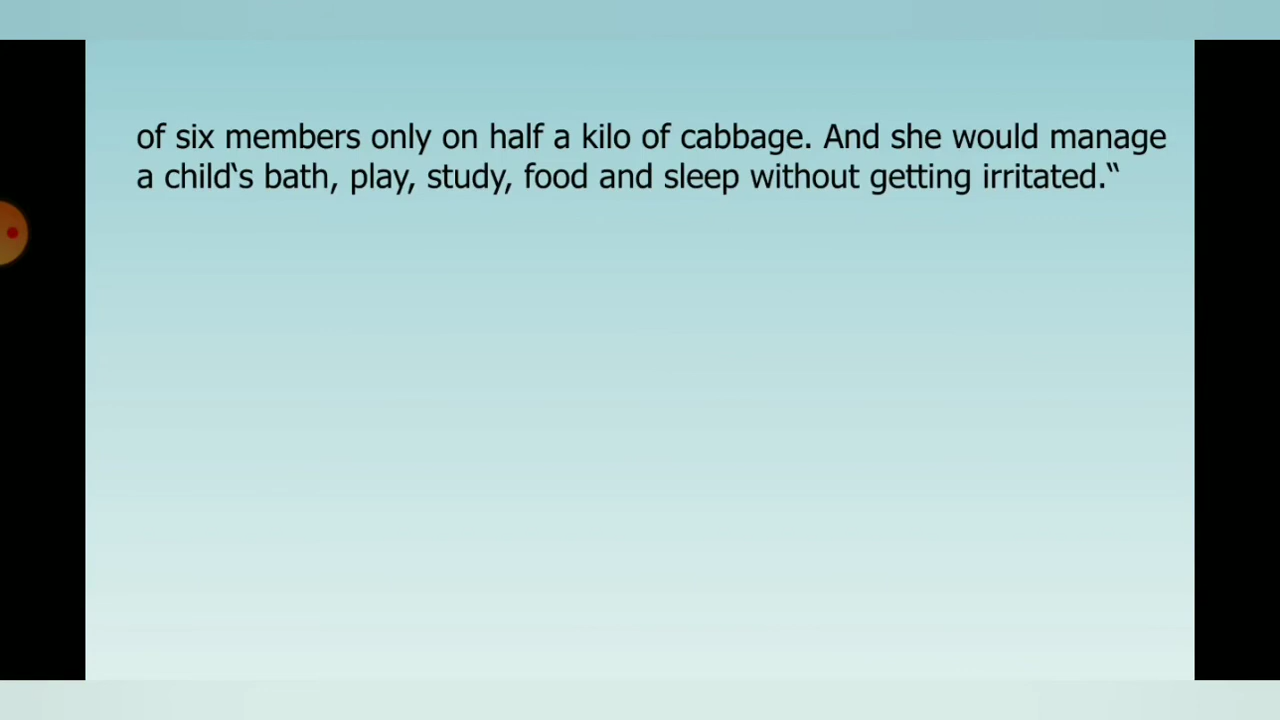 of six members only on half a kilo of cabbage. And she would manage
a child‘s bath, play, study, food and sleep without getting irritated.“